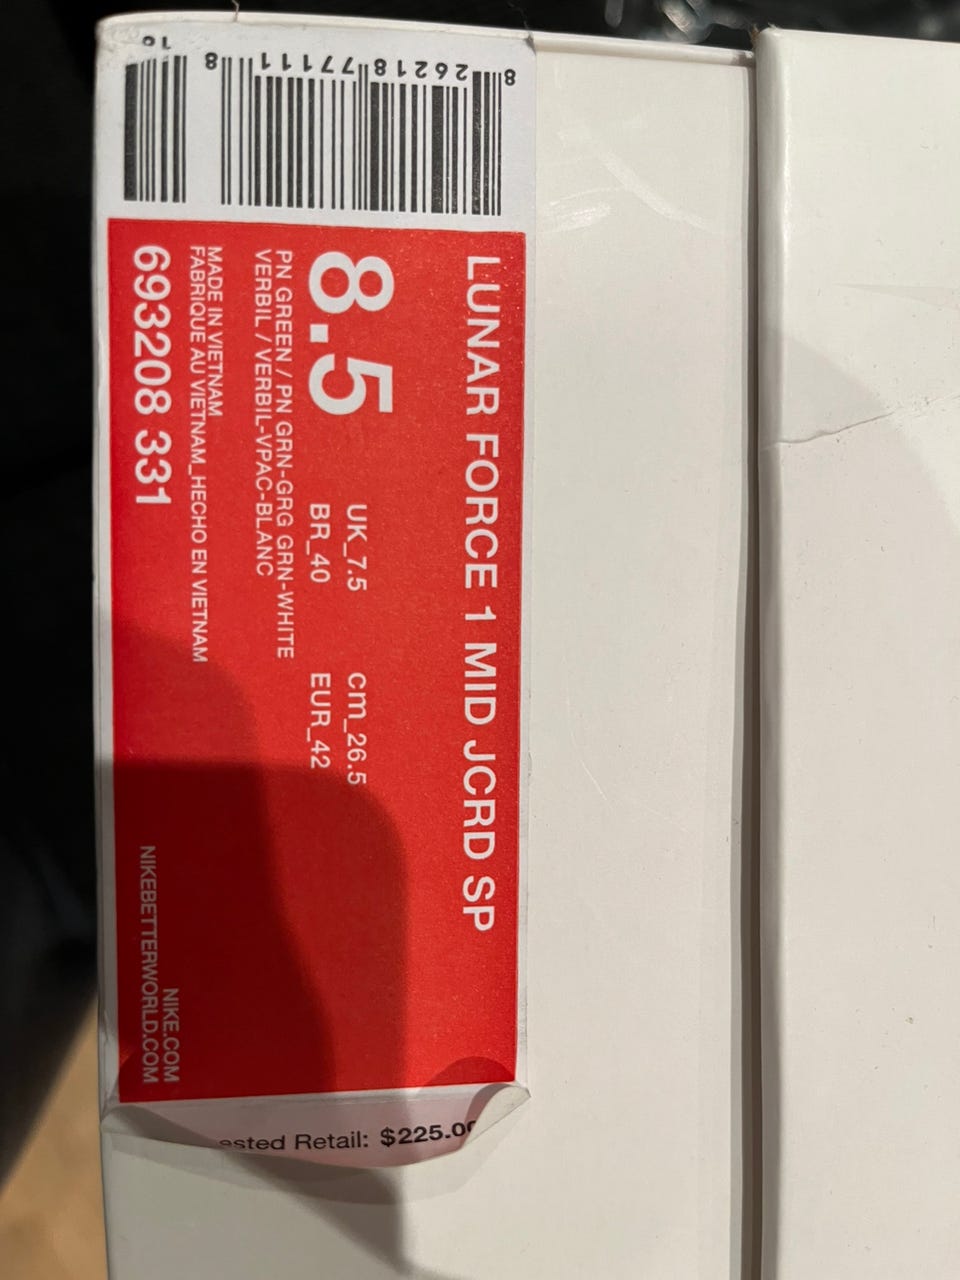 LUNAR FORCE 1 MID JCRD SP
8.5
UK_7.5 cm_26.5
BR_40 EUR_42
PN GREEN / PN GRN-GRG GRN-WHITE
VERBIL / VERBIL-VPAC-BLANC
MADE IN VIETNAM
FABRIQUE AU VIETNAM_HECHO EN VIETNAM
693208 331
NIKE.COM
NIKEBETTERWORLD.COM
8 26218 77111 8
Retail: $225.00